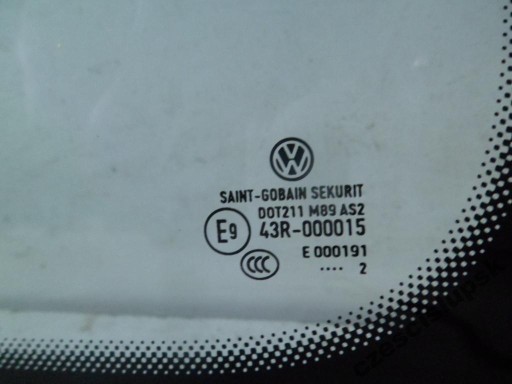 SAINT-GOBAIN SEKURIT
DOT211 M89 AS2
E9 43R-000015
E 000191
CCC
.... 2